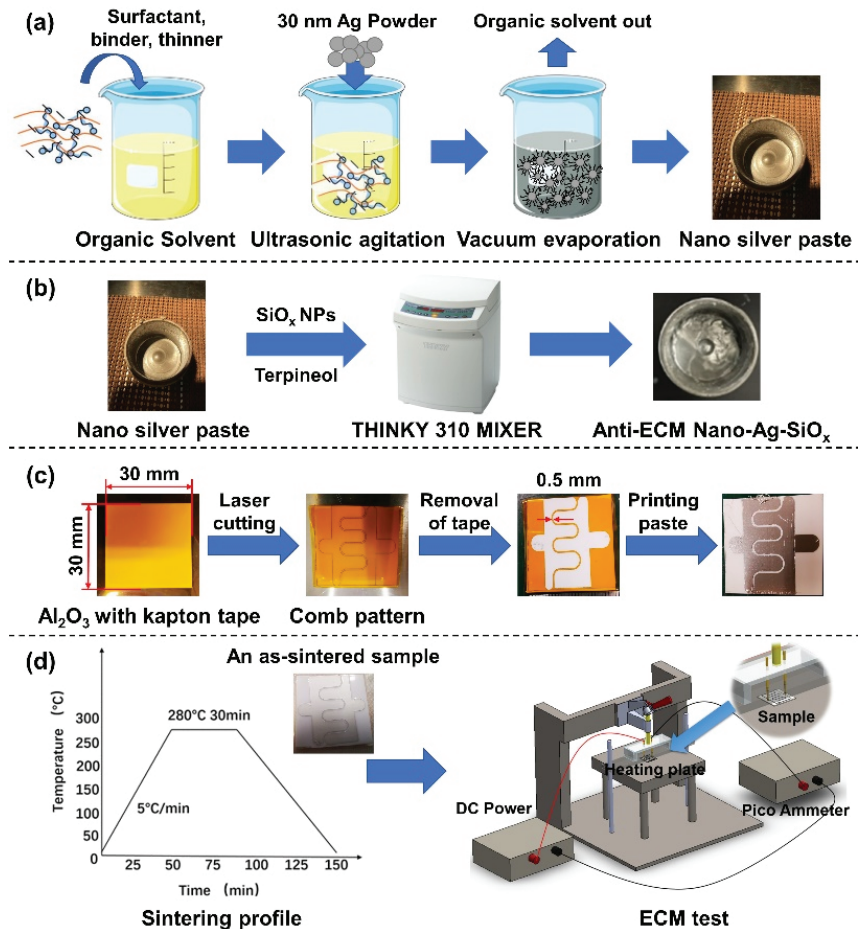 (a)
Surfactant,
binder, thinner
30 nm Ag Powder
Organic solvent out
Organic Solvent
Ultrasonic agitation
Vacuum evaporation
Nano silver paste
(b)
SiOₓ NPs
Terpineol
Nano silver paste
THINKY 310 MIXER
Anti-ECM Nano-Ag-SiOₓ
(c)
30 mm
30 mm
Laser
cutting
Removal
of tape
0.5 mm
Printing
paste
Al₂O₃ with kapton tape
Comb pattern
(d)
An as-sintered sample
Temperature (°C)
300
250
200
150
100
50
0
280°C 30min
5°C/min
25
50
75
100
150
Time (min)
Sintering profile
Sample
Heating plate
DC Power
Pico Ammeter
ECM test